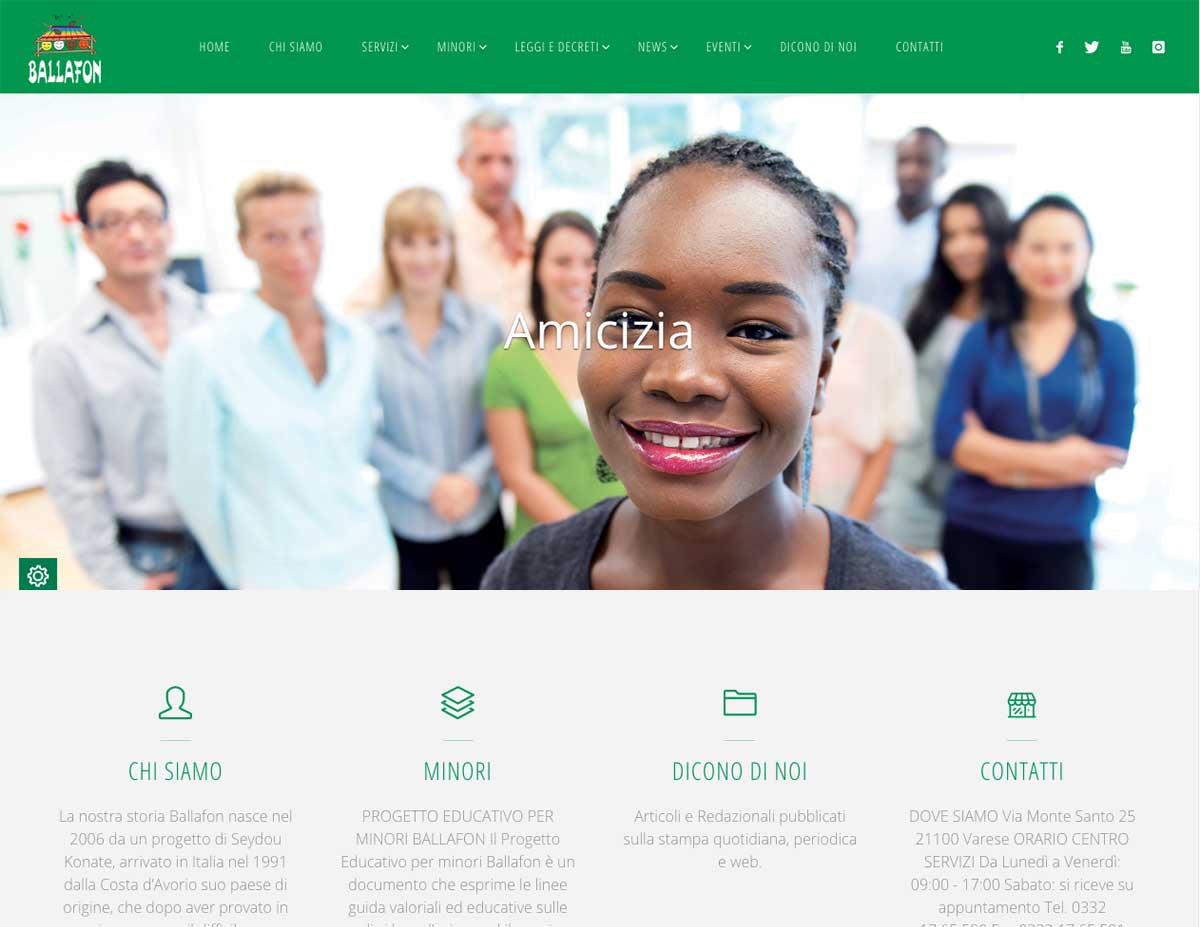 BALLAFON
HOME CHI SIAMO SERVIZI MINORI LEGGI E DECRETI NEWS EVENTI DICONO DI NOI CONTATTI
Amicizia
CHI SIAMO
La nostra storia Ballafon nasce nel
2006 da un progetto di Seydou
Konate, arrivato in Italia nel 1991
dalla Costa d'Avorio suo paese di
origine, che dopo aver provato in
MINORI
PROGETTO EDUCATIVO PER
MINORI BALLAFON Il Progetto
Educativo per minori Ballafon è un
documento che esprime le linee
guida valoriali ed educative sulle
DICONO DI NOI
Articoli e Redazionali pubblicati
sulla stampa quotidiana, periodica
e web.
CONTATTI
DOVE SIAMO Via Monte Santo 25
21100 Varese ORARIO CENTRO
SERVIZI Da Lunedì a Venerdì:
09:00 - 17:00 Sabato: si riceve su
appuntamento Tel. 0332